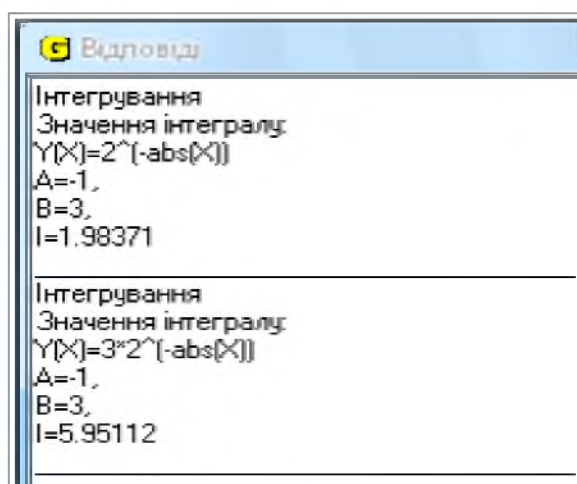 Відповіді
Інтегрування
Значення інтегралу:
Y(X)=2^(-abs(X))
A=-1,
B=3,
I=1.98371
Інтегрування
Значення інтегралу:
Y(X)=3*2^(-abs(X))
A=-1,
B=3,
I=5.95112